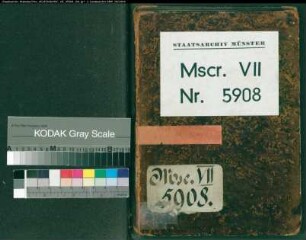 KODAK Gray Scale
STAATSARCHIV MÜNSTER
Mscr. VII
Nr. 5908
Mscr. VII
5908.